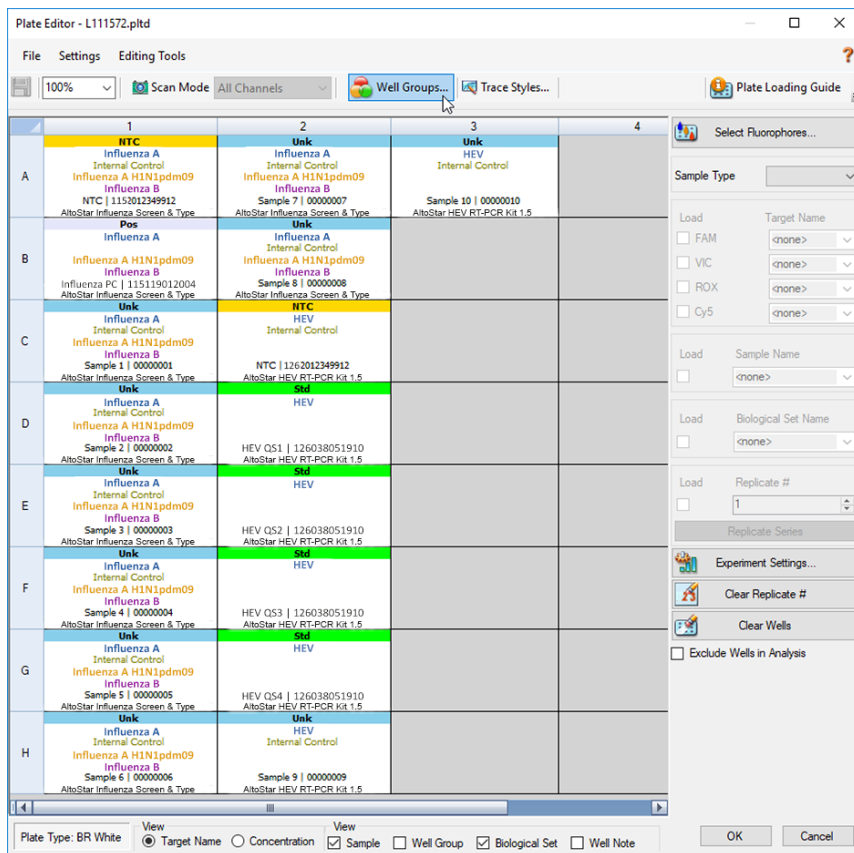 Plate Editor - L111572.pltd
File Settings Editing Tools ?
100% Scan Mode All Channels Well Groups... Trace Styles... Plate Loading Guide
1 2 3 4
A
NTC
Influenza A
Internal Control
Influenza A H1N1pdm09
Influenza B
NTC | 1152012349912
AltoStar Influenza Screen & Type
Unk
Influenza A
Internal Control
Influenza A H1N1pdm09
Influenza B
Sample 7 | 00000007
AltoStar Influenza Screen & Type
Unk
HEV
Internal Control
Sample 10 | 00000010
AltoStar HEV RT-PCR Kit 1.5
B
Pos
Influenza A
Influenza A H1N1pdm09
Influenza B
Influenza PC | 115119012004
AltoStar Influenza Screen & Type
Unk
Influenza A
Internal Control
Influenza A H1N1pdm09
Influenza B
Sample 8 | 00000008
AltoStar Influenza Screen & Type
C
Unk
Influenza A
Internal Control
Influenza A H1N1pdm09
Influenza B
Sample 1 | 00000001
AltoStar Influenza Screen & Type
NTC
HEV
Internal Control
NTC | 1262012349912
AltoStar HEV RT-PCR Kit 1.5
D
Unk
Influenza A
Internal Control
Influenza A H1N1pdm09
Influenza B
Sample 2 | 00000002
AltoStar Influenza Screen & Type
Std
HEV
HEV QS1 | 126038051910
AltoStar HEV RT-PCR Kit 1.5
E
Unk
Influenza A
Internal Control
Influenza A H1N1pdm09
Influenza B
Sample 3 | 00000003
AltoStar Influenza Screen & Type
Std
HEV
HEV QS2 | 126038051910
AltoStar HEV RT-PCR Kit 1.5
F
Unk
Influenza A
Internal Control
Influenza A H1N1pdm09
Influenza B
Sample 4 | 00000004
AltoStar Influenza Screen & Type
Std
HEV
HEV QS3 | 126038051910
AltoStar HEV RT-PCR Kit 1.5
G
Unk
Influenza A
Internal Control
Influenza A H1N1pdm09
Influenza B
Sample 5 | 00000005
AltoStar Influenza Screen & Type
Std
HEV
HEV QS4 | 126038051910
AltoStar HEV RT-PCR Kit 1.5
H
Unk
Influenza A
Internal Control
Influenza A H1N1pdm09
Influenza B
Sample 6 | 00000006
AltoStar Influenza Screen & Type
Unk
HEV
Internal Control
Sample 9 | 00000009
AltoStar HEV RT-PCR Kit 1.5
Select Fluorophores...
Sample Type
Load Target Name
FAM <none>
VIC <none>
ROX <none>
Cy5 <none>
Load Sample Name
<none>
Load Biological Set Name
<none>
Load Replicate #
1
Replicate Series
Experiment Settings...
Clear Replicate #
Clear Wells
Exclude Wells in Analysis
Plate Type: BR White
View
Target Name Concentration
View
Sample Well Group Biological Set Well Note
OK Cancel